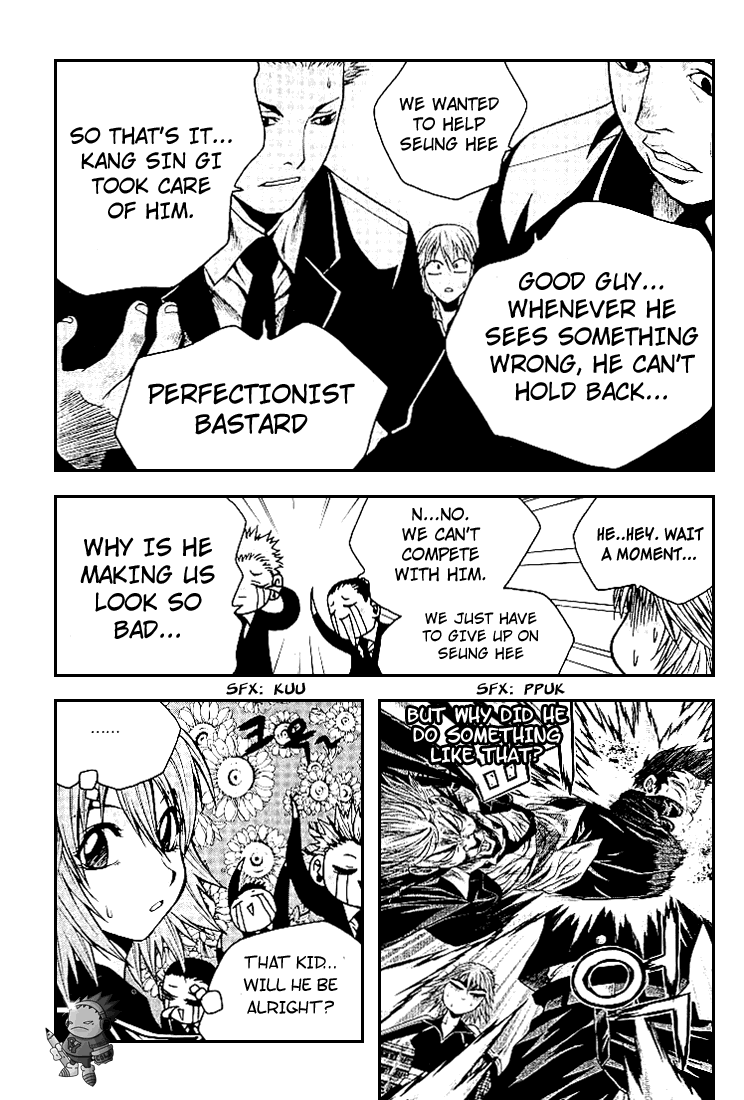 SO THAT'S IT...
KANG SIN GI
TOOK CARE
OF HIM.
WE WANTED
TO HELP
SEUNG HEE
GOOD GUY...
WHENEVER HE
SEES SOMETHING
WRONG, HE CAN'T
HOLD BACK...
PERFECTIONIST
BASTARD
WHY IS HE
MAKING US
LOOK SO
BAD...
N...NO.
WE CAN'T
COMPETE
WITH HIM.
WE JUST HAVE
TO GIVE UP ON
SEUNG HEE
HE..HEY. WAIT
A MOMENT...
SFX: KUU
SFX: PPUK
......
크윽~
THAT KID...
WILL HE BE
ALRIGHT?
BUT WHY DID HE
DO SOMETHING
LIKE THAT?